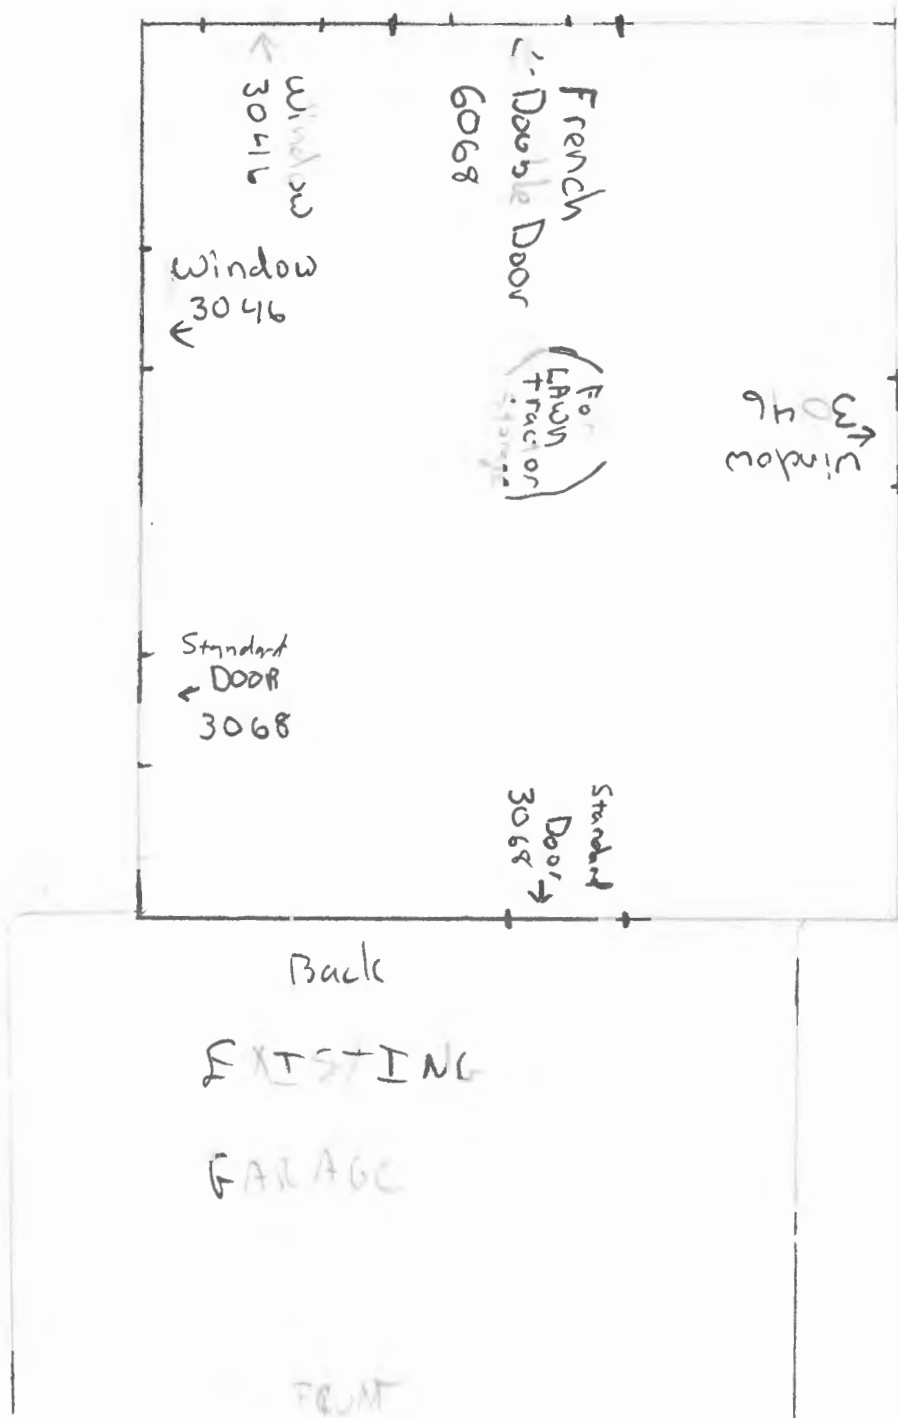 Window
3046
French
Double Door
6068
Window
3046
(For
LAWN
Tractor
Storage)
Window
3046
Standard
DOOR
3068
Standard
Door
3068
Back
EXISTING
GARAGE
FRONT